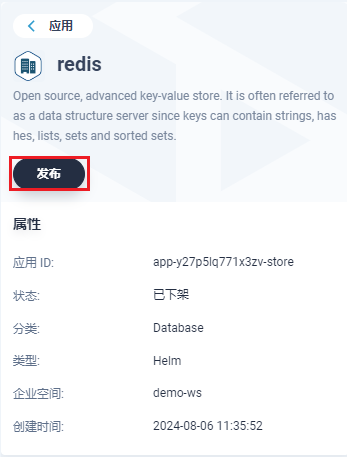 应用
redis
Open source, advanced key-value store. It is often referred to
as a data structure server since keys can contain strings, has
hes, lists, sets and sorted sets.
发布
属性
应用 ID: app-y27p5lq771x3zv-store
状态: 已下架
分类: Database
类型: Helm
企业空间: demo-ws
创建时间: 2024-08-06 11:35:52